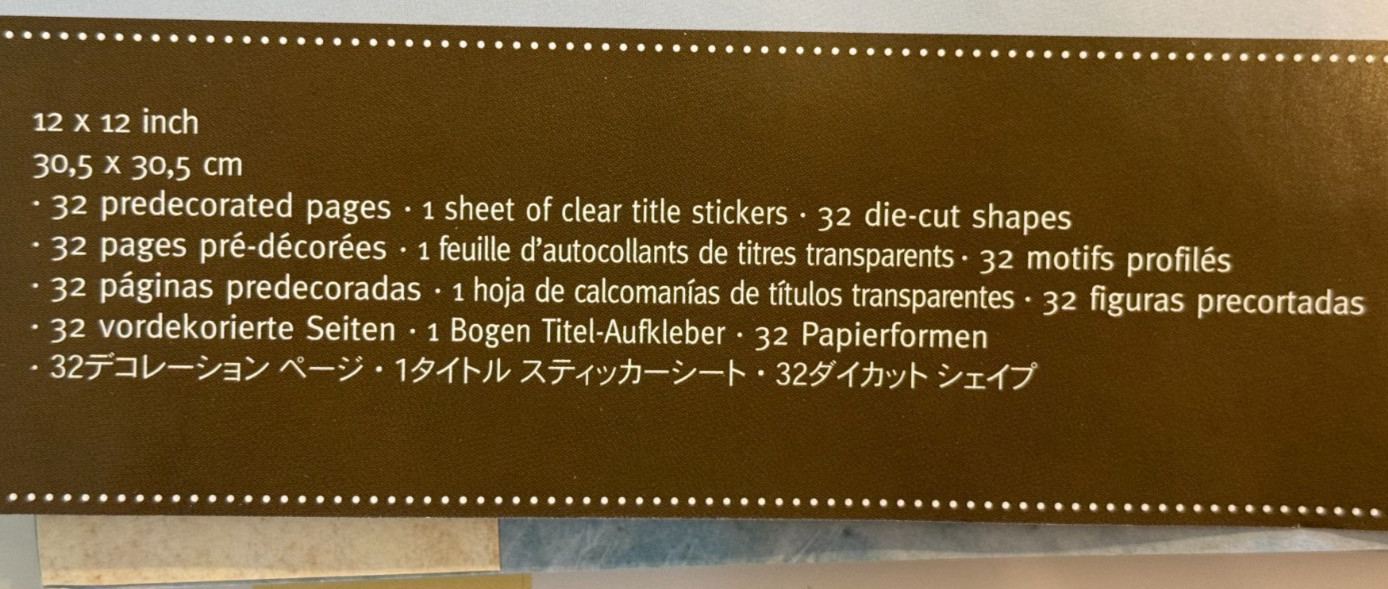 12 x 12 inch
30,5 x 30,5 cm
· 32 predecorated pages · 1 sheet of clear title stickers · 32 die-cut shapes
· 32 pages pré-décorées · 1 feuille d'autocollants de titres transparents · 32 motifs profilés
· 32 páginas predecoradas · 1 hoja de calcomanías de títulos transparentes · 32 figuras precortadas
· 32 vordekorierte Seiten · 1 Bogen Titel-Aufkleber · 32 Papierformen
· 32デコレーション ページ・1タイトル スティッカーシート・32ダイカット シェイプ